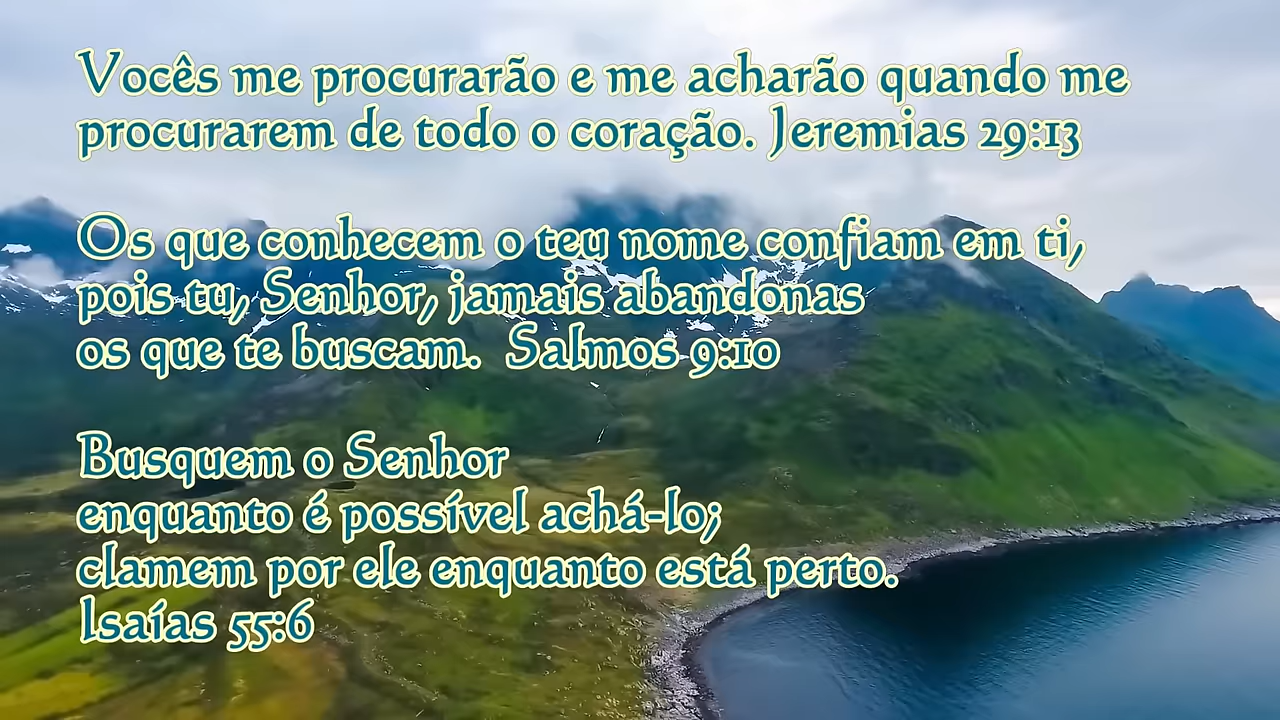 Vocês me procurarão e me acharão quando me
procurarem de todo o coração. Jeremias 29:13
Os que conhecem o teu nome confiam em ti,
pois tu, Senhor, jamais abandonas
os que te buscam. Salmos 9:10
Busquem o Senhor
enquanto é possível achá-lo;
clamem por ele enquanto está perto.
Isaías 55:6